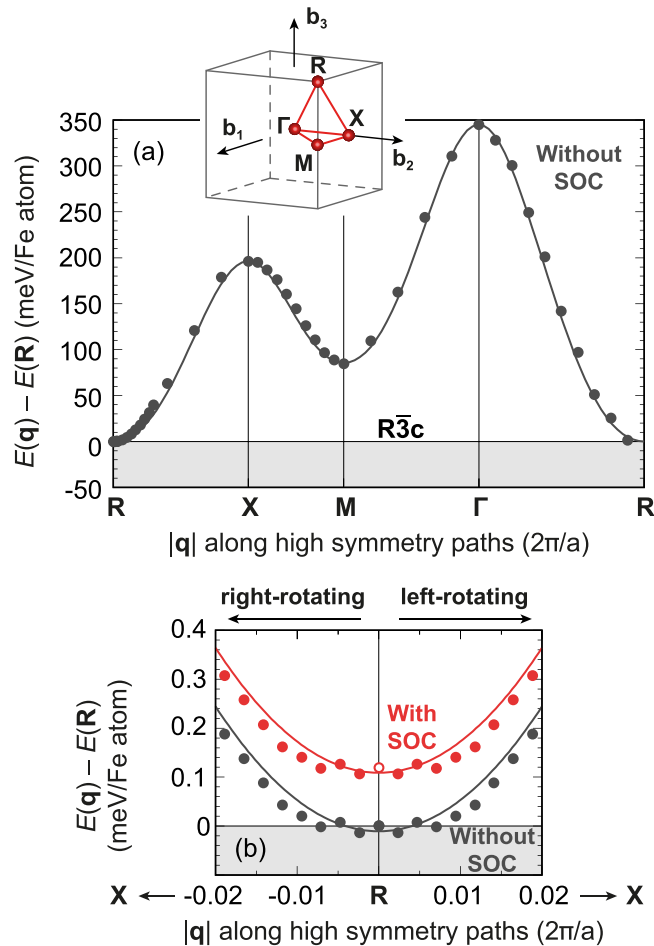 b3
R
(a)
Γ
X
b1
b2
M
Without
SOC
350
300
250
200
150
100
50
0
-50
E(q) – E(R) (meV/Fe atom)
R3̅c
R X M Γ R
|q| along high symmetry paths (2π/a)
right-rotating left-rotating
0.4
0.3
0.2
0.1
0
E(q) – E(R)
(meV/Fe atom)
With
SOC
Without
SOC
(b)
X -0.02 -0.01 R 0.01 0.02 X
|q| along high symmetry paths (2π/a)